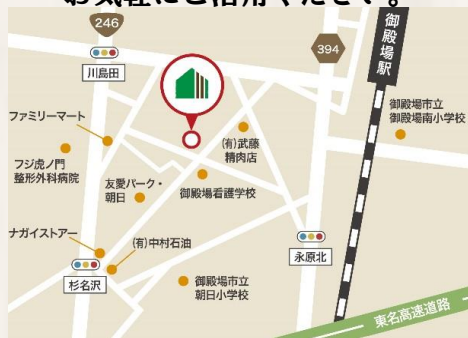 お気軽にご活用ください。
246
川島田
394
御殿場駅
御殿場市立
御殿場南小学校
ファミリーマート
(有)武藤
精肉店
フジ虎ノ門
整形外科病院
友愛パーク・
朝日
御殿場看護学校
ナガイストアー
(有)中村石油
永原北
杉名沢
御殿場市立
朝日小学校
東名高速道路